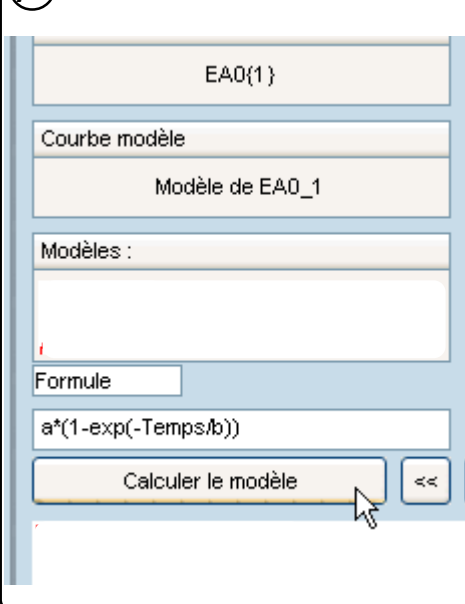 EA0{1}
Courbe modèle
Modèle de EA0_1
Modèles :
Formule
a*(1-exp(-Temps/b))
Calculer le modèle <<